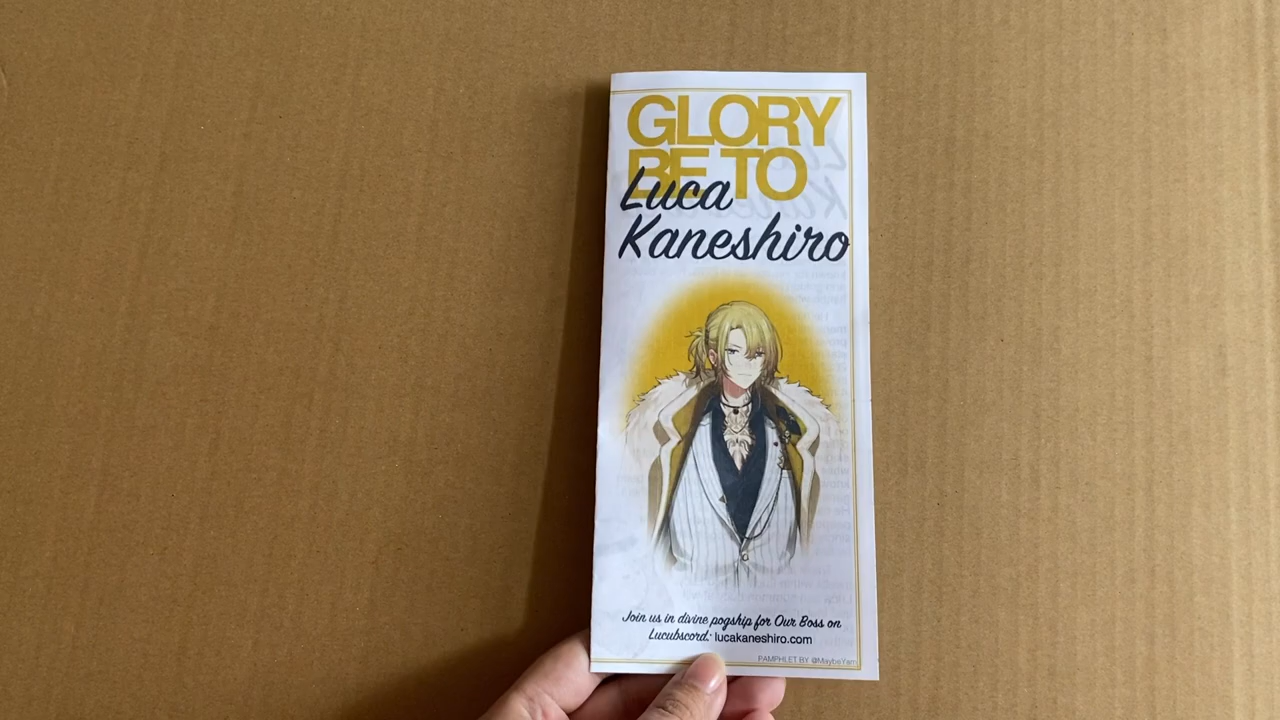 GLORY
BE TO
Luca
Kaneshiro
Join us in divine pogship for Our Boss on
Lucubscord: lucakaneshiro.com
PAMPHLET BY @MaybeYam